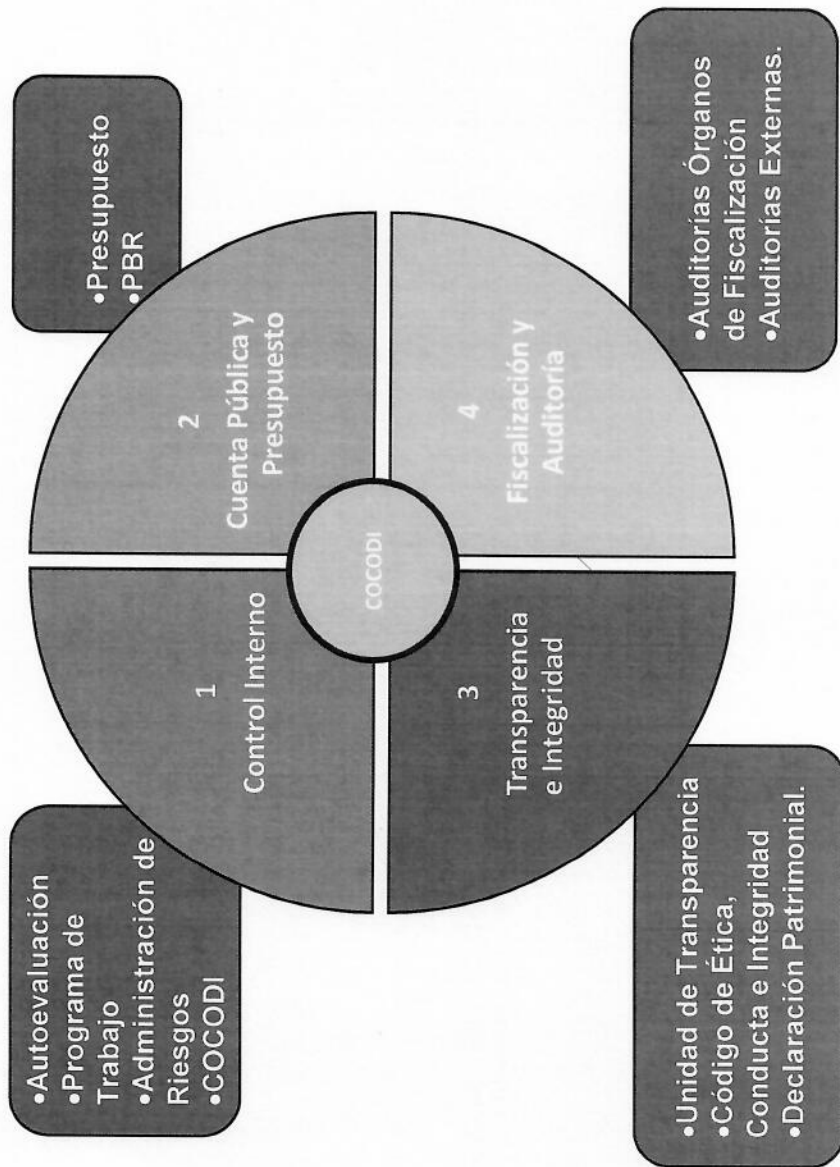 •Autoevaluación
•Programa de
Trabajo
•Administración de
Riesgos
•COCODI
1
Control Interno
2
Cuenta Pública y
Presupuesto
•Presupuesto
•PBR
COCODI
•Unidad de Transparencia
•Código de Ética,
Conducta e Integridad
•Declaración Patrimonial.
3
Transparencia
e Integridad
4
Fiscalización y
Auditoría
•Auditorías Órganos
de Fiscalización
•Auditorías Externas.